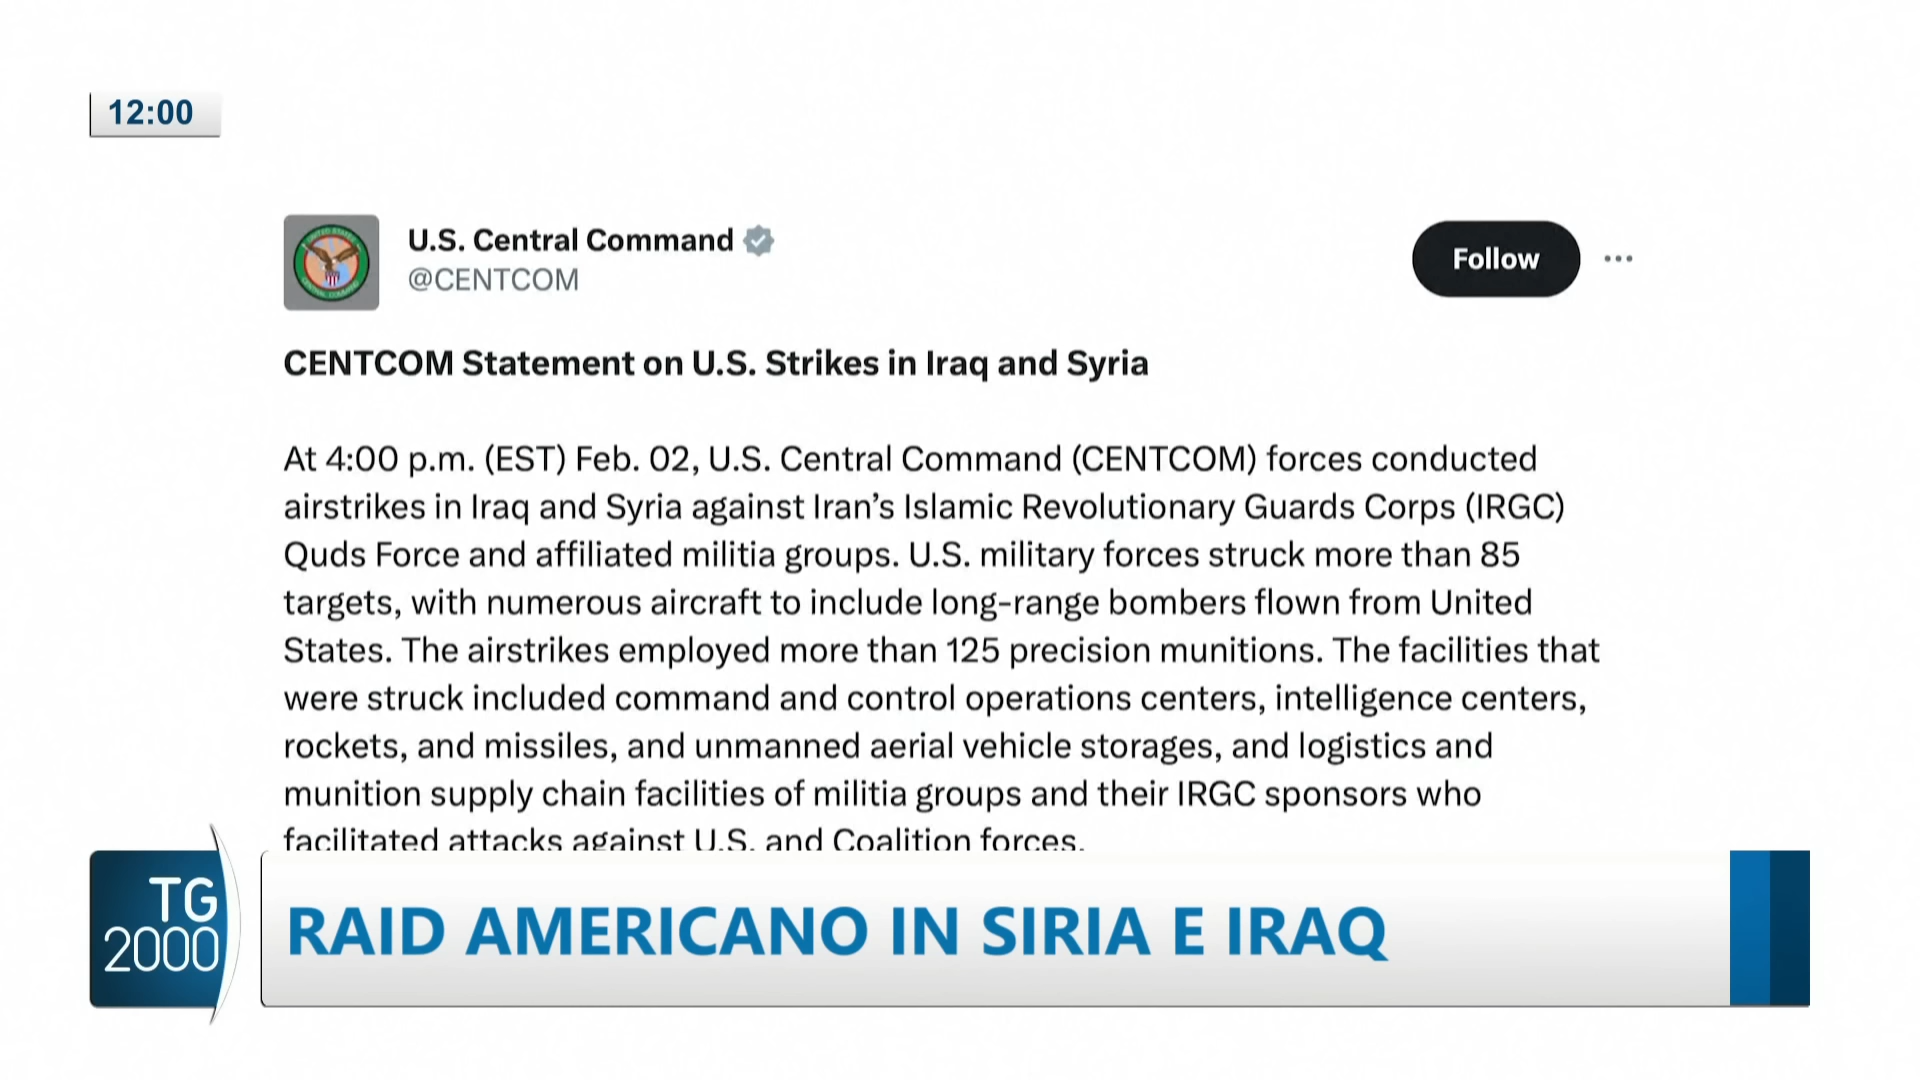 12:00
U.S. Central Command
@CENTCOM
Follow
CENTCOM Statement on U.S. Strikes in Iraq and Syria
At 4:00 p.m. (EST) Feb. 02, U.S. Central Command (CENTCOM) forces conducted
airstrikes in Iraq and Syria against Iran’s Islamic Revolutionary Guards Corps (IRGC)
Quds Force and affiliated militia groups. U.S. military forces struck more than 85
targets, with numerous aircraft to include long-range bombers flown from United
States. The airstrikes employed more than 125 precision munitions. The facilities that
were struck included command and control operations centers, intelligence centers,
rockets, and missiles, and unmanned aerial vehicle storages, and logistics and
munition supply chain facilities of militia groups and their IRGC sponsors who
facilitated attacks against U.S. and Coalition forces.
TG
2000
RAID AMERICANO IN SIRIA E IRAQ